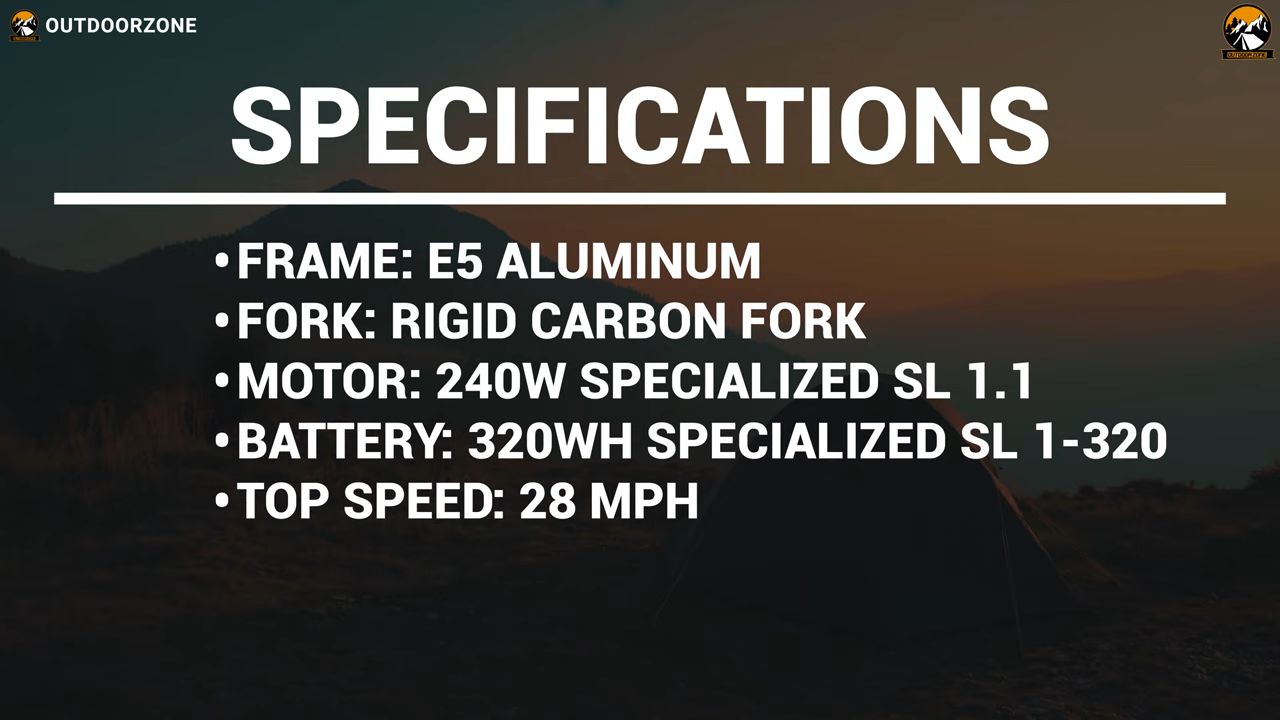 OUTDOORZONE
OUTDOORZONE
SPECIFICATIONS
•FRAME: E5 ALUMINUM
•FORK: RIGID CARBON FORK
•MOTOR: 240W SPECIALIZED SL 1.1
•BATTERY: 320WH SPECIALIZED SL 1-320
•TOP SPEED: 28 MPH